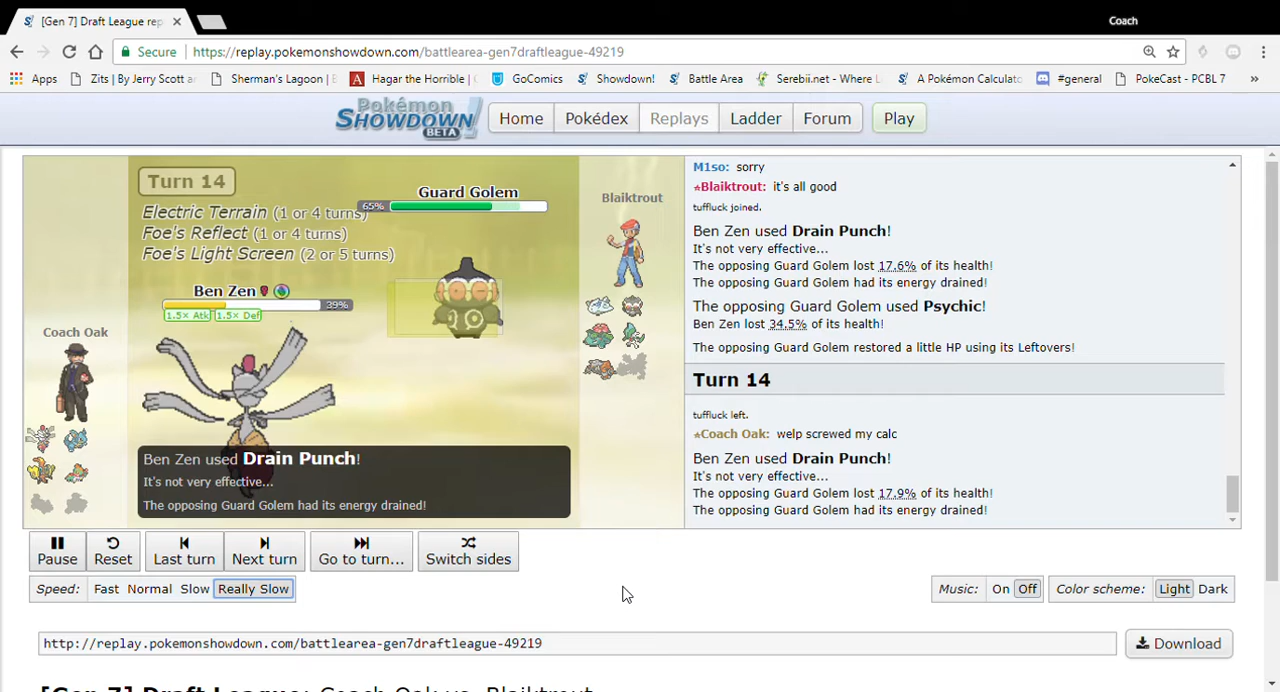 Coach
[Gen 7] Draft League rep
Secure https://replay.pokemonshowdown.com/battlearea-gen7draftleague-49219
Apps Zits | By Jerry Scott an Sherman's Lagoon | B Hagar the Horrible | C GoComics Showdown! Battle Area Serebii.net - Where L A Pokémon Calculato #general PokeCast - PCBL 7 »
Pokémon
SHOWDOWN!
BETA
Home Pokédex Replays Ladder Forum Play
Turn 14
Electric Terrain (1 or 4 turns)
Foe's Reflect (1 or 4 turns)
Foe's Light Screen (2 or 5 turns)
Guard Golem
65%
Ben Zen
39%
1.5× Atk 1.5× Def
Coach Oak
Blaiktrout
Ben Zen used Drain Punch!
It's not very effective...
The opposing Guard Golem had its energy drained!
M1so: sorry
☆Blaiktrout: it's all good
tuffluck joined.
Ben Zen used Drain Punch!
It's not very effective...
The opposing Guard Golem lost 17.6% of its health!
The opposing Guard Golem had its energy drained!
The opposing Guard Golem used Psychic!
Ben Zen lost 34.5% of its health!
The opposing Guard Golem restored a little HP using its Leftovers!
Turn 14
tuffluck left.
☆Coach Oak: welp screwed my calc
Ben Zen used Drain Punch!
It's not very effective...
The opposing Guard Golem lost 17.9% of its health!
The opposing Guard Golem had its energy drained!
Pause Reset Last turn Next turn Go to turn... Switch sides
Speed: Fast Normal Slow Really Slow
Music: On Off Color scheme: Light Dark
http://replay.pokemonshowdown.com/battlearea-gen7draftleague-49219
Download
[Gen 7] Draft League: Coach Oak vs. Blaiktrout